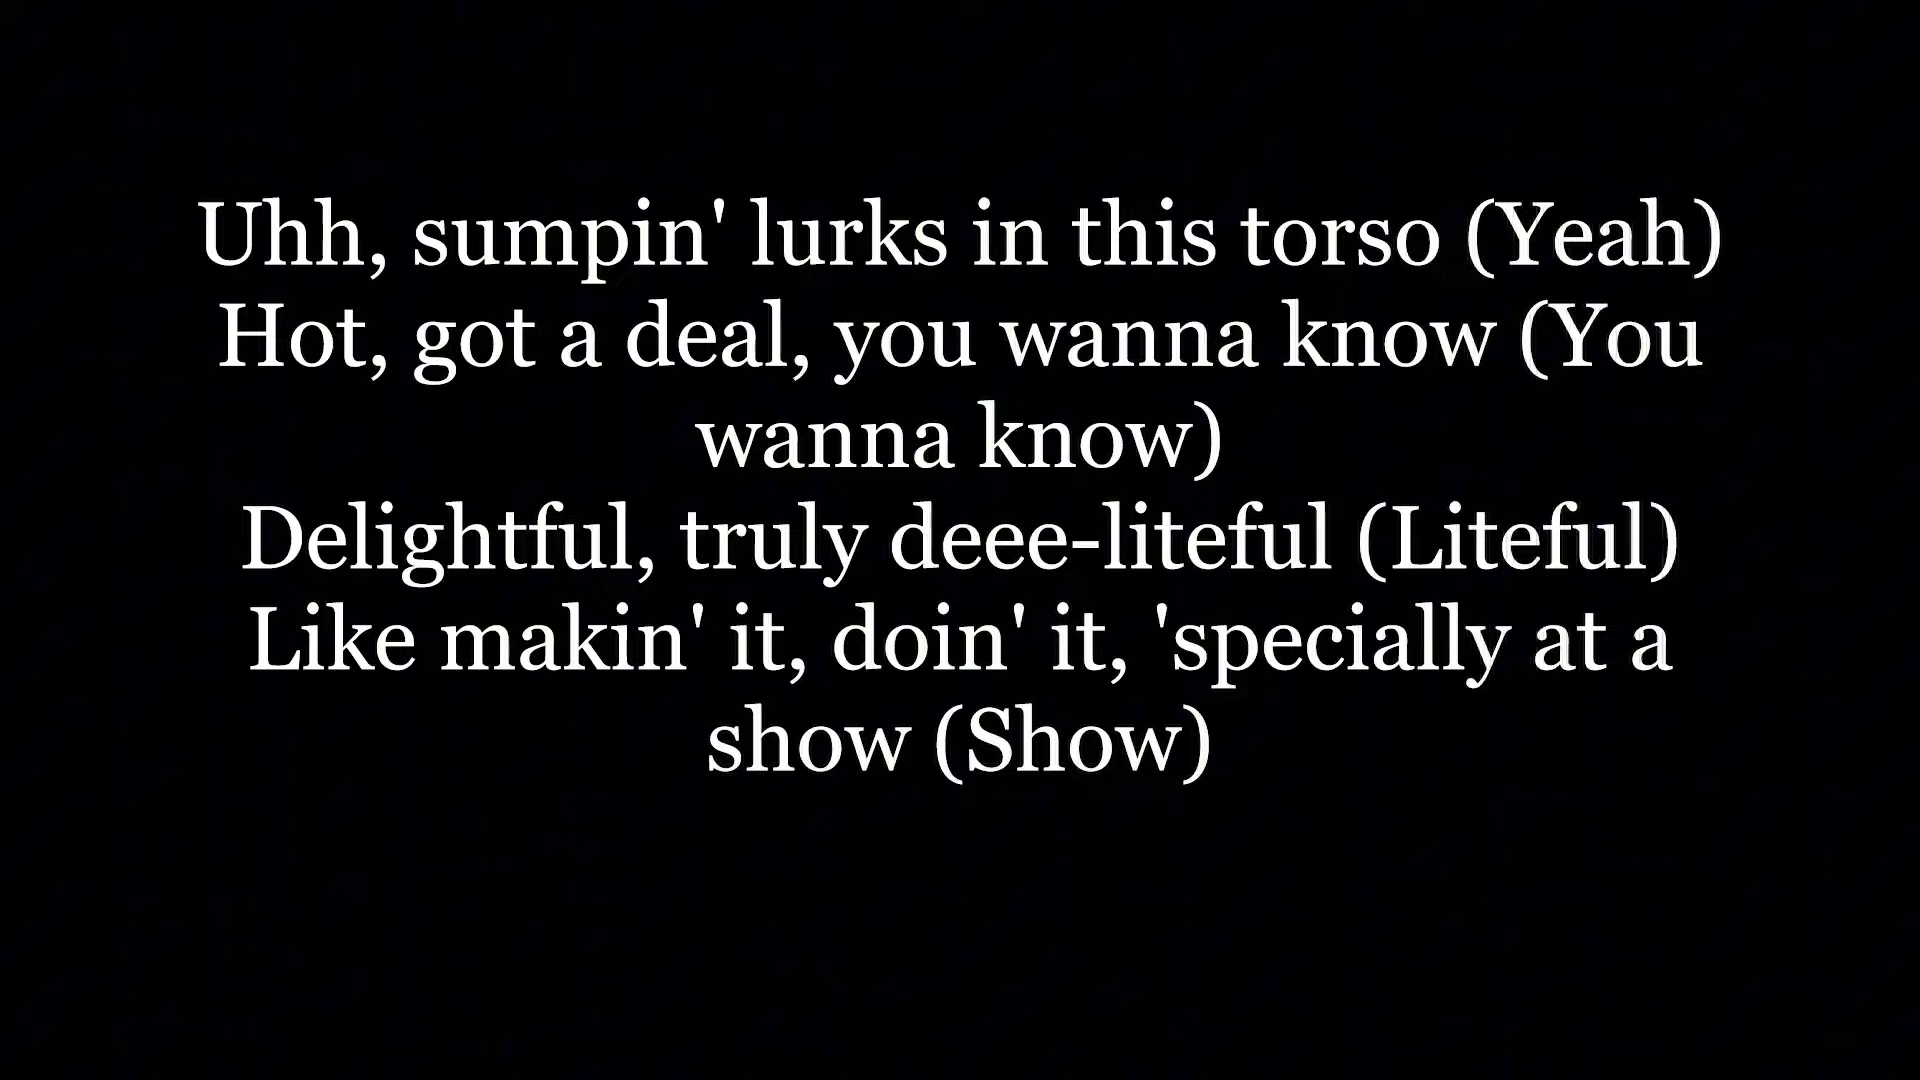 Uhh, sumpin' lurks in this torso (Yeah)
Hot, got a deal, you wanna know (You
wanna know)
Delightful, truly deee-liteful (Liteful)
Like makin' it, doin' it, 'specially at a
show (Show)